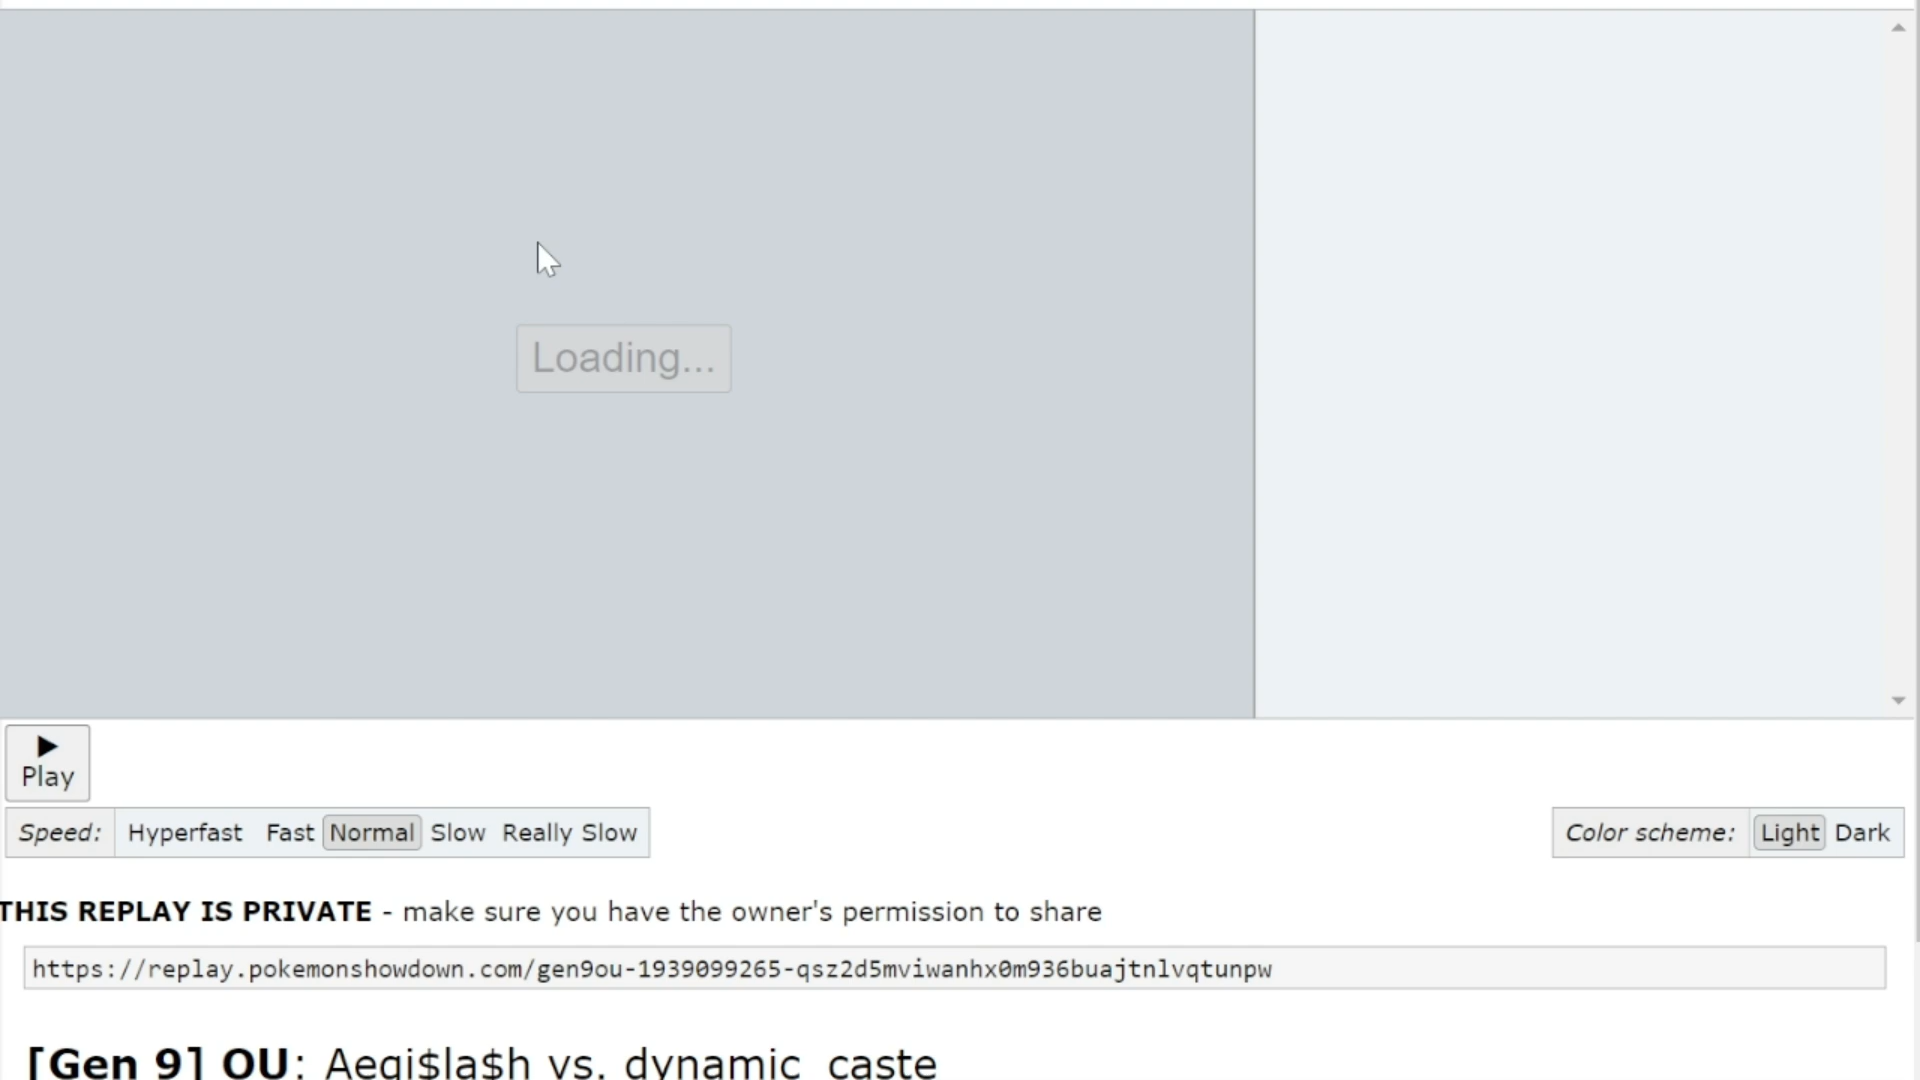 Loading...
Play
Speed: Hyperfast Fast Normal Slow Really Slow
Color scheme: Light Dark
THIS REPLAY IS PRIVATE - make sure you have the owner's permission to share
https://replay.pokemonshowdown.com/gen9ou-1939099265-qsz2d5mviwanhx0m936buajtnlvqtunpw
[Gen 9] OU: Aegi$la$h vs. dynamic_caste